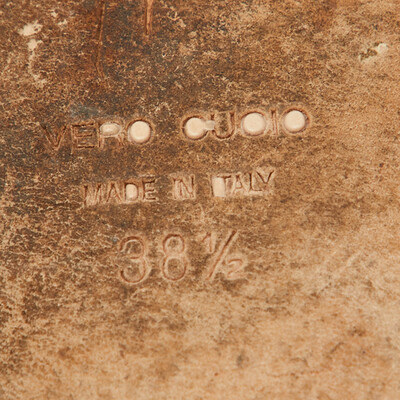 VERO CUOIO
MADE IN ITALY
38½